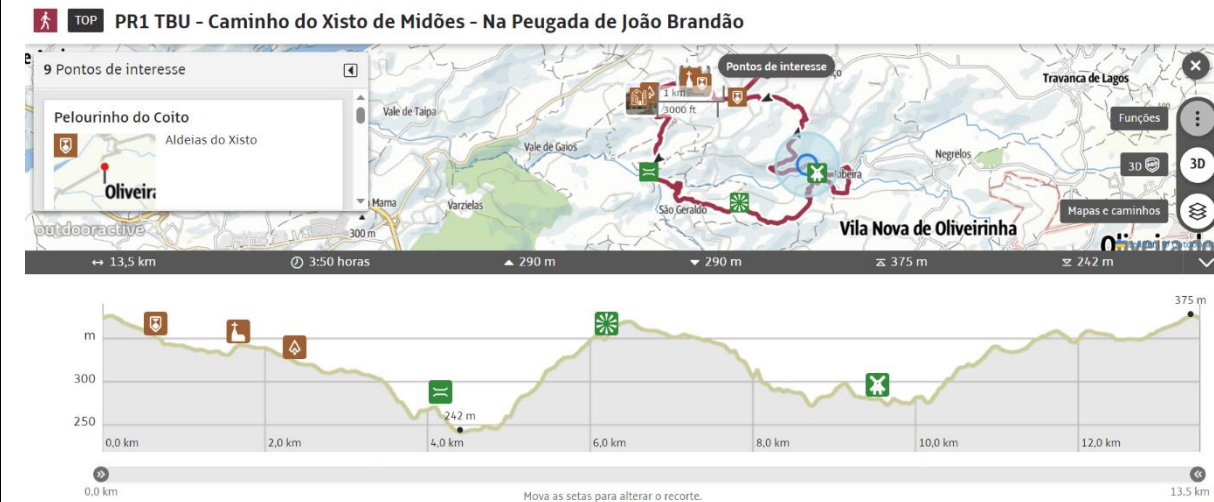 TOP PR1 TBU - Caminho do Xisto de Midões - Na Peugada de João Brandão
9 Pontos de interesse
Pelourinho do Coito
Aldeias do Xisto
Oliveira
outdooractive
Vale de Taipa
Vale de Gaios
Mama
Varzielas
300 m
1 km
3000 ft
Pontos de interesse
São Geraldo
Negrelos
Travanca de Lagos
Vila Nova de Oliveirinha
Funções
3D
3D
Mapas e caminhos
13,5 km
3:50 horas
290 m
290 m
375 m
242 m
375 m
m
300
250
242 m
0,0 km
2,0 km
4,0 km
6,0 km
8,0 km
10,0 km
12,0 km
0,0 km
13,5 km
Mova as setas para alterar o recorte.